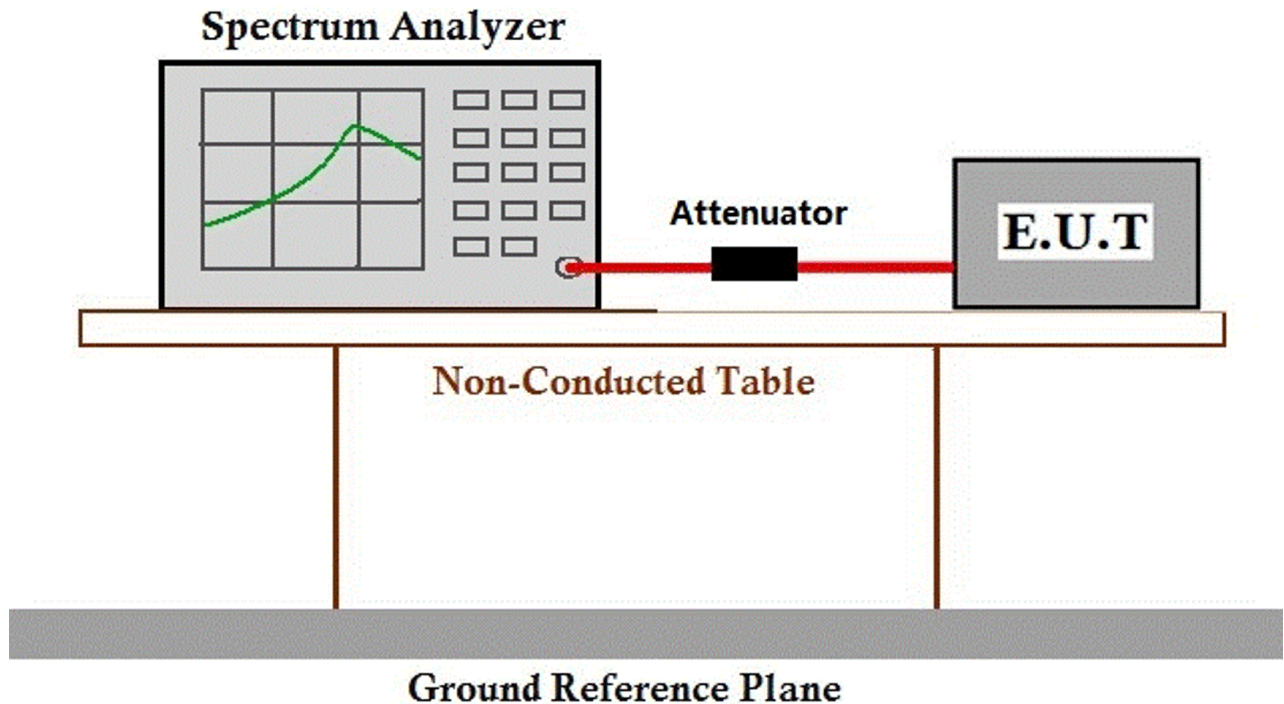 Spectrum Analyzer
Attenuator
E.U.T
Non-Conducted Table
Ground Reference Plane